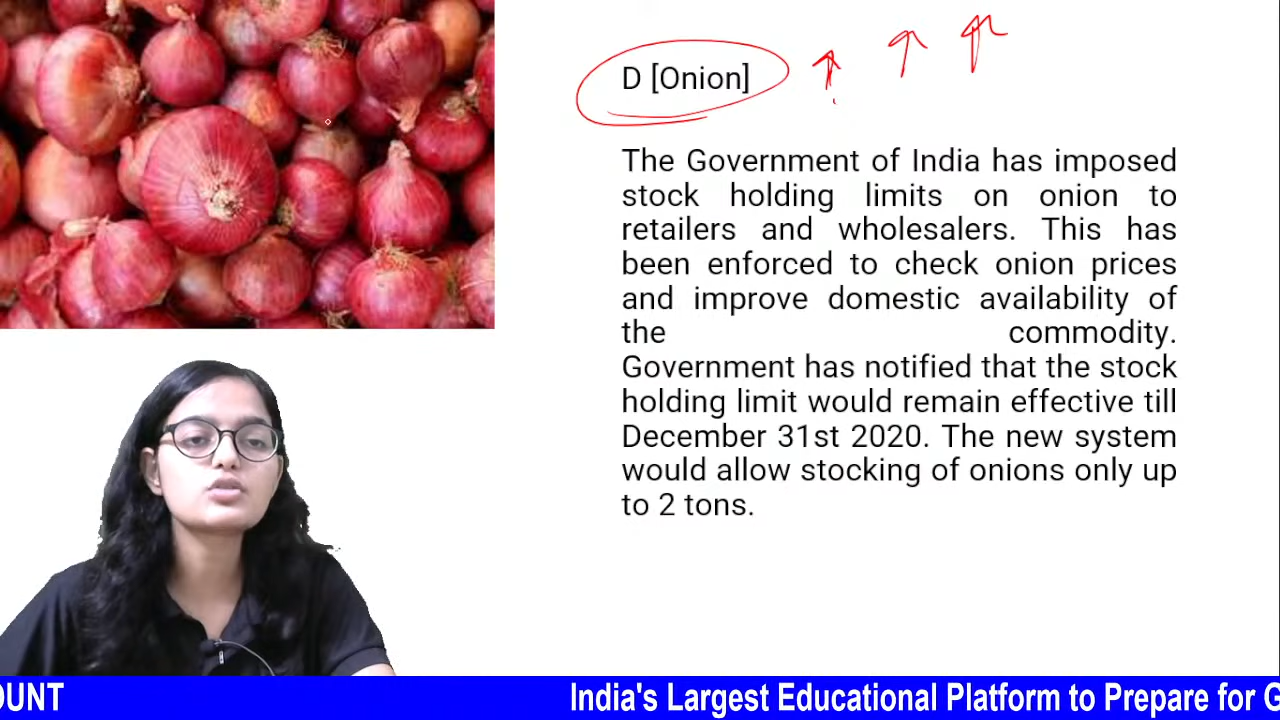 D [Onion]
The Government of India has imposed
stock holding limits on onion to
retailers and wholesalers. This has
been enforced to check onion prices
and improve domestic availability of
the commodity.
Government has notified that the stock
holding limit would remain effective till
December 31st 2020. The new system
would allow stocking of onions only up
to 2 tons.
OUNT India's Largest Educational Platform to Prepare for G